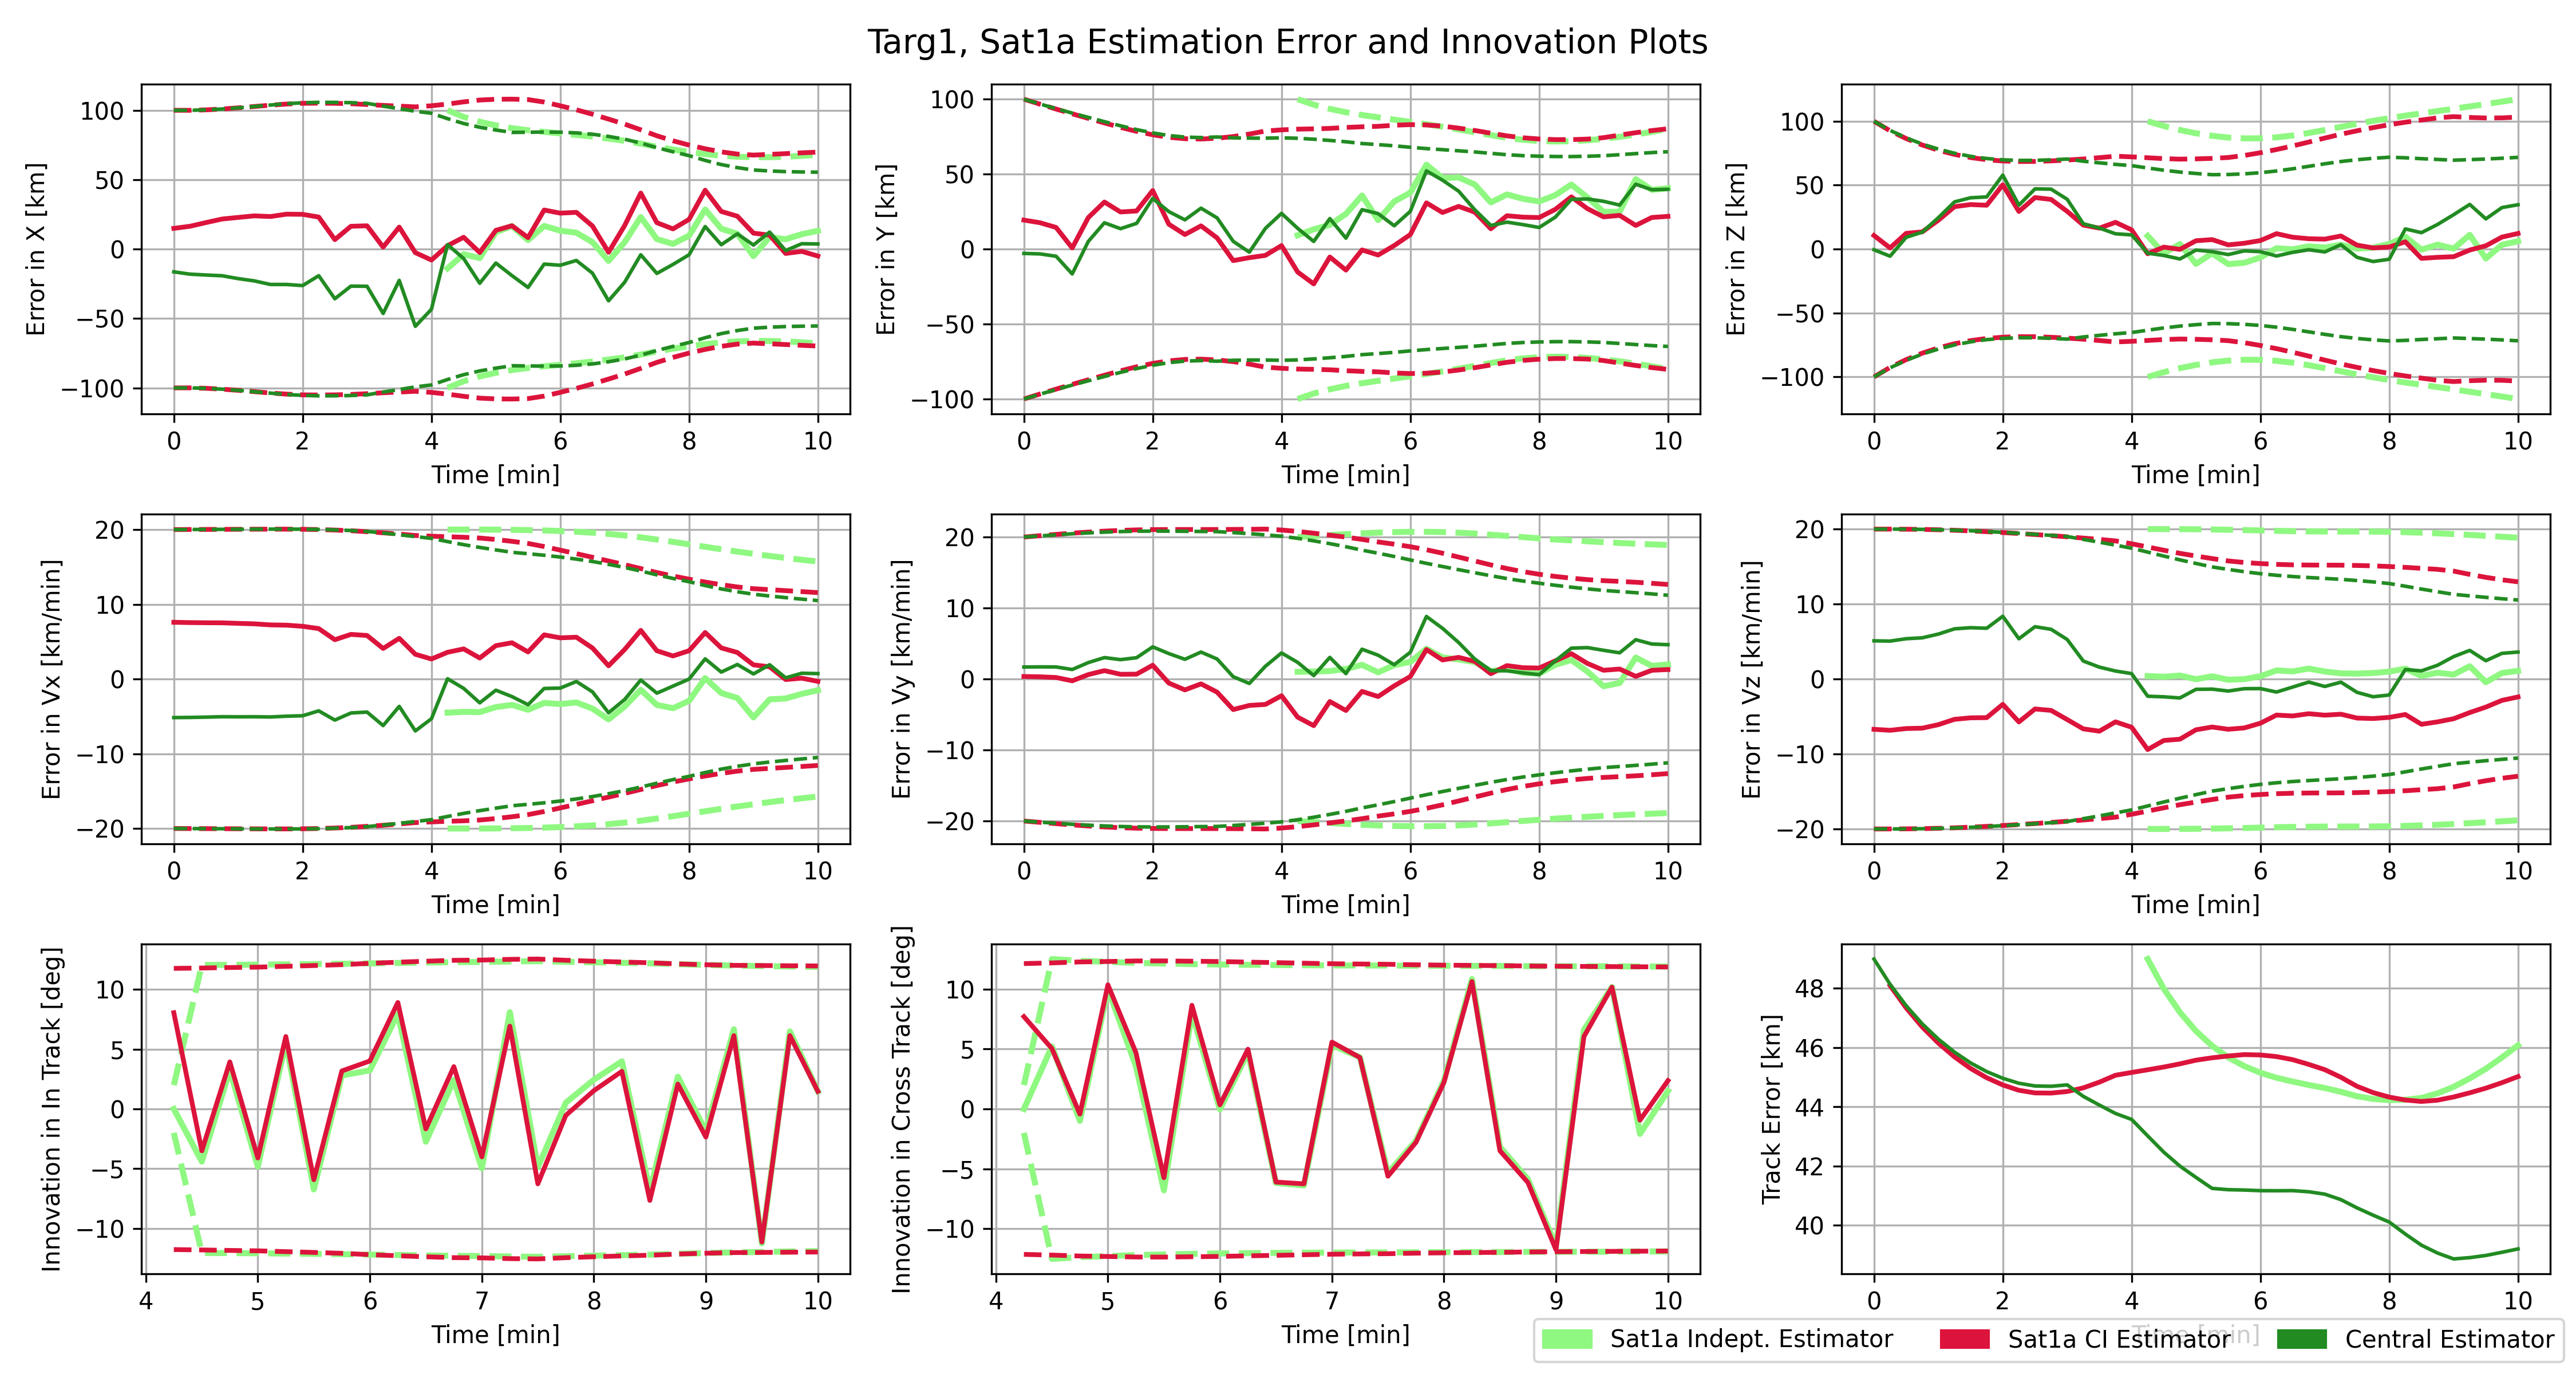 Targ1, Sat1a Estimation Error and Innovation Plots
Error in X [km]
100
50
0
−50
−100
0 2 4 6 8 10
Time [min]
Error in Y [km]
100
50
0
−50
−100
0 2 4 6 8 10
Time [min]
Error in Z [km]
100
50
0
−50
−100
0 2 4 6 8 10
Time [min]
Error in Vx [km/min]
20
10
0
−10
−20
0 2 4 6 8 10
Time [min]
Error in Vy [km/min]
20
10
0
−10
−20
0 2 4 6 8 10
Time [min]
Error in Vz [km/min]
20
10
0
−10
−20
0 2 4 6 8 10
Time [min]
Innovation in In Track [deg]
10
5
0
−5
−10
4 5 6 7 8 9 10
Time [min]
Innovation in Cross Track [deg]
10
5
0
−5
−10
4 5 6 7 8 9 10
Time [min]
Track Error [km]
48
46
44
42
40
0 2 4 6 8 10
Time [min]
Sat1a Indept. Estimator
Sat1a CI Estimator
Central Estimator